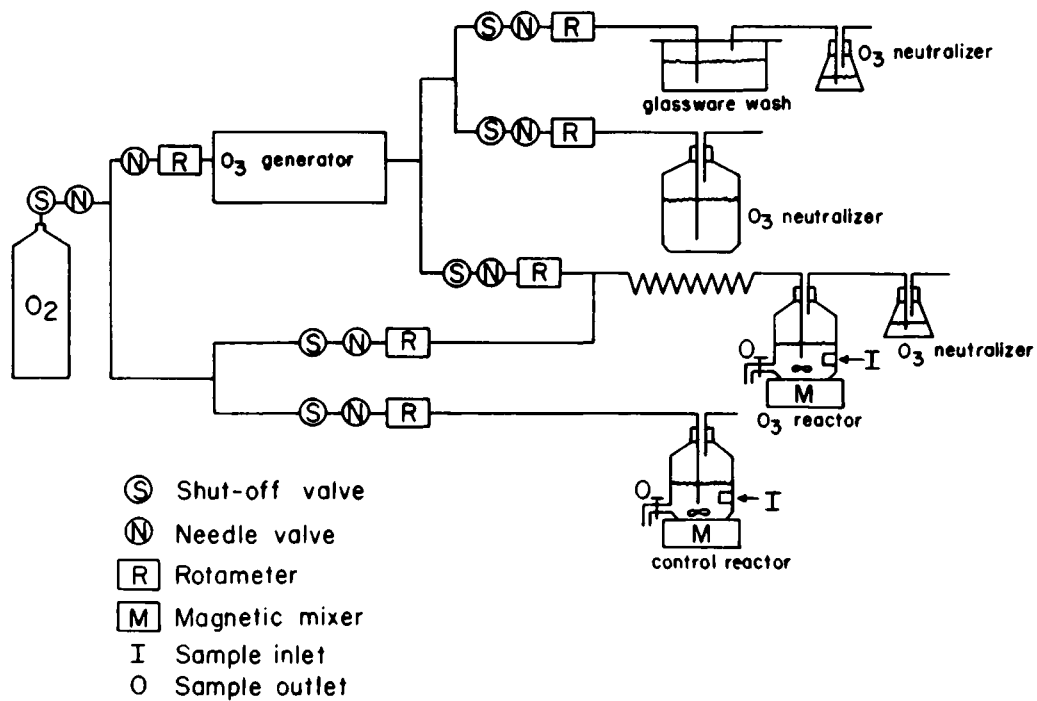 S N R
O3 neutralizer
glassware wash
S N R
N R O3 generator
S N
O3 neutralizer
S N R
O2
S N R
O I
M
O3 neutralizer
O3 reactor
S N R
O I
M
control reactor
S Shut-off valve
N Needle valve
R Rotameter
M Magnetic mixer
I Sample inlet
O Sample outlet